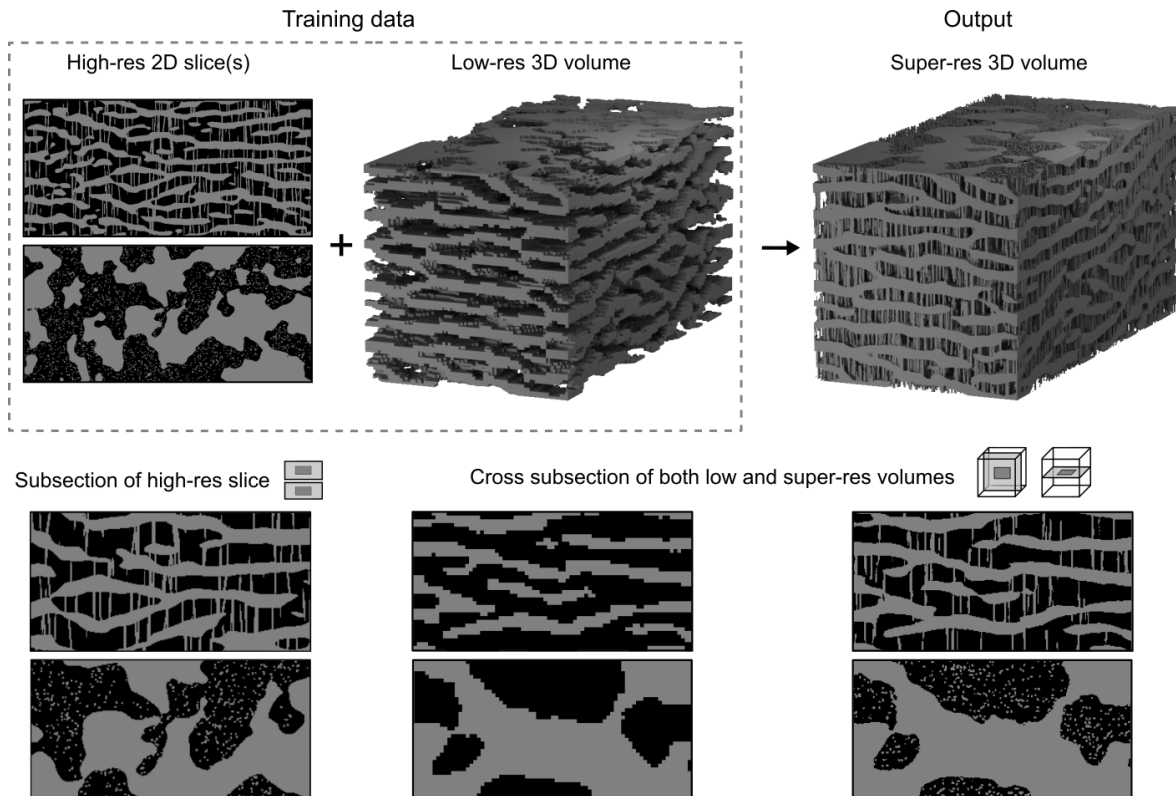 Training data
Output
High-res 2D slice(s)
Low-res 3D volume
Super-res 3D volume
+
Subsection of high-res slice
Cross subsection of both low and super-res volumes